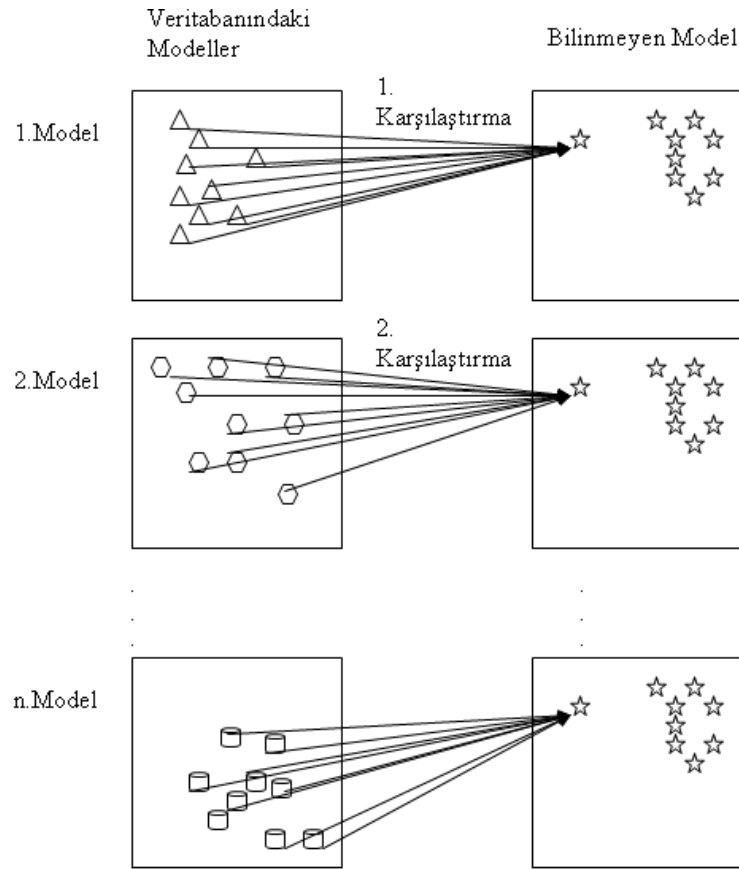 Veritabanındaki
Modeller
Bilinmeyen Model
1.
Karşılaştırma
1.Model
2.
Karşılaştırma
2.Model
n.Model